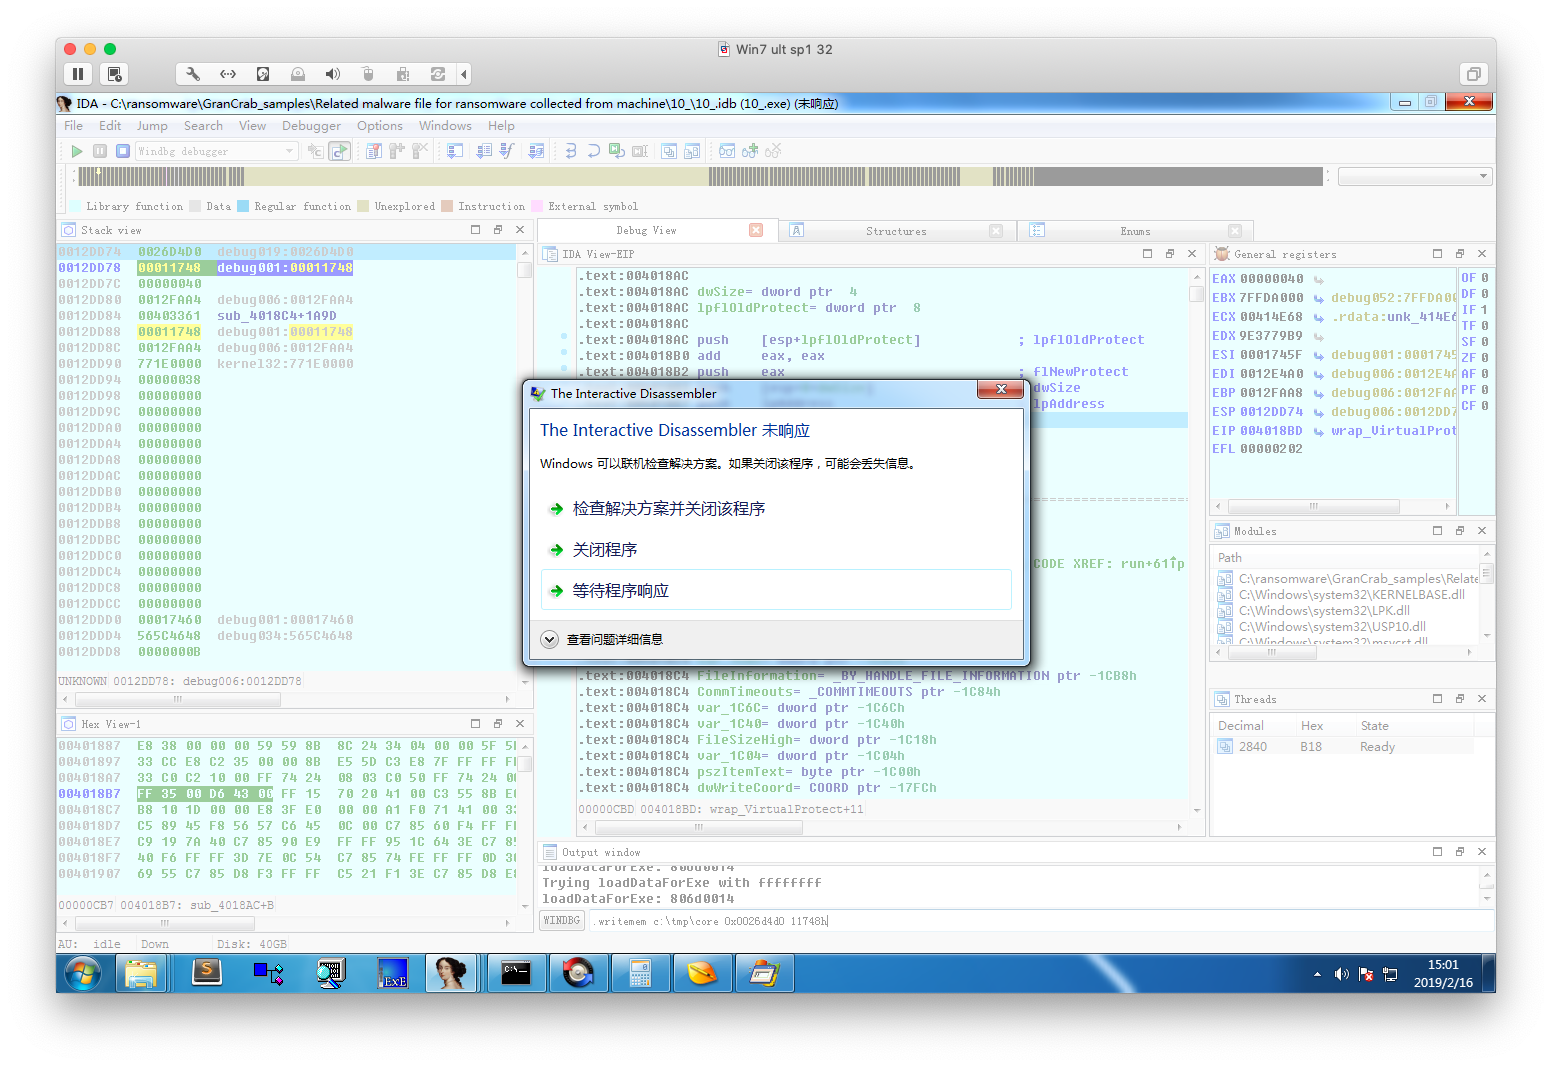 Win7 ult sp1 32
IDA - C:\ransomware\GranCrab_samples\Related malware file for ransomware collected from machine\10_\10_.idb (10_.exe) (未响应)
File Edit Jump Search View Debugger Options Windows Help
Windbg debugger
Library function Data Regular function Unexplored Instruction External symbol
Stack view
0012DD74 0026D4D0 debug019:0026D4D0
0012DD78 00011748 debug001:00011748
0012DD7C 00000040
0012DD80 0012FAA4 debug006:0012FAA4
0012DD84 00403361 sub_4018C4+1A9D
0012DD88 00011748 debug001:00011748
0012DD8C 0012FAA4 debug006:0012FAA4
0012DD90 771E0000 kernel32:771E0000
0012DD94 00000038
0012DD98 00000000
0012DD9C 00000000
0012DDA0 00000000
0012DDA4 00000000
0012DDA8 00000000
0012DDAC 00000000
0012DDB0 00000000
0012DDB4 00000000
0012DDB8 00000000
0012DDBC 00000000
0012DDC0 00000000
0012DDC4 00000000
0012DDC8 00000000
0012DDCC 00000000
0012DDD0 00017460 debug001:00017460
0012DDD4 565C4648 debug034:565C4648
0012DDD8 0000000B
UNKNOWN 0012DD78: debug006:0012DD78
Hex View-1
00401887 E8 38 00 00 00 59 59 8B 8C 24 34 04 00 00 5F
00401897 33 CC E8 C2 35 00 00 8B E5 5D C3 E8 7F FF FF
004018A7 33 C0 C2 10 00 FF 74 24 08 03 C0 50 FF 74 24
004018B7 FF 35 00 D6 43 00 FF 15 70 20 41 00 C3 55 8B
004018C7 B8 10 1D 00 00 E8 3F E0 00 00 A1 F0 71 41 00
004018D7 C5 89 45 F8 56 57 C6 45 0C 00 C7 85 60 F4 FF
004018E7 C9 19 7A 40 C7 85 90 E9 FF FF 95 1C 64 3E C7
004018F7 40 F6 FF FF 3D 7E 0C 54 C7 85 74 FE FF FF 0D
00401907 69 55 C7 85 D8 F3 FF FF C5 21 F1 3E C7 85 D8
00000CB7 004018B7: sub_4018AC+B
AU: idle Down Disk: 40GB
Debug View Structures Enums
IDA View-EIP
.text:004018AC
.text:004018AC dwSize= dword ptr 4
.text:004018AC lpflOldProtect= dword ptr 8
.text:004018AC
.text:004018AC push [esp+lpflOldProtect] ; lpflOldProtect
.text:004018B0 add eax, eax
.text:004018B2 push eax ; flNewProtect
dwSize
lpAddress
CODE XREF: run+61↑p
The Interactive Disassembler
The Interactive Disassembler 未响应
Windows 可以联机检查解决方案。如果关闭该程序，可能会丢失信息。
检查解决方案并关闭该程序
关闭程序
等待程序响应
查看问题详细信息
.text:004018C4 FileInformation= _BY_HANDLE_FILE_INFORMATION ptr -1CB8h
.text:004018C4 CommTimeouts= _COMMTIMEOUTS ptr -1C84h
.text:004018C4 var_1C6C= dword ptr -1C6Ch
.text:004018C4 var_1C40= dword ptr -1C40h
.text:004018C4 FileSizeHigh= dword ptr -1C18h
.text:004018C4 var_1C04= dword ptr -1C04h
.text:004018C4 pszItemText= byte ptr -1C00h
.text:004018C4 dwWriteCoord= COORD ptr -17FCh
00000CBD 004018BD: wrap_VirtualProtect+11
General registers
EAX 00000040
EBX 7FFDA000 debug052:7FFDA00
ECX 00414E68 .rdata:unk_414E6
EDX 9E3779B9
ESI 0001745F debug001:0001745
EDI 0012E4A0 debug006:0012E4A
EBP 0012FAA8 debug006:0012FAA
ESP 0012DD74 debug006:0012DD7
EIP 004018BD wrap_VirtualProt
EFL 00000202
OF 0
DF 0
IF 1
TF 0
SF 0
ZF 0
AF 0
PF 0
CF 0
Modules
Path
C:\ransomware\GranCrab_samples\Relate
C:\Windows\system32\KERNELBASE.dll
C:\Windows\system32\LPK.dll
C:\Windows\system32\USP10.dll
C:\Windows\system32\msvcrt.dll
Threads
Decimal Hex State
2840 B18 Ready
Output window
loadDataForExe: 806d0014
Trying loadDataForExe with ffffffff
loadDataForExe: 806d0014
WINDBG .writemem c:\tmp\core 0x0026d4d0 11748h
15:01
2019/2/16